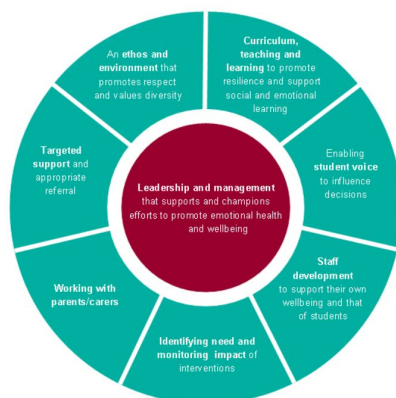 An ethos and
environment that
promotes respect
and values diversity
Curriculum,
teaching and
learning to promote
resilience and support
social and emotional
learning
Enabling
student voice
to influence
decisions
Staff
development
to support their own
wellbeing and that
of students
Identifying need and
monitoring impact of
interventions
Working with
parents/carers
Targeted
support and
appropriate
referral
Leadership and management
that supports and champions
efforts to promote emotional health
and wellbeing